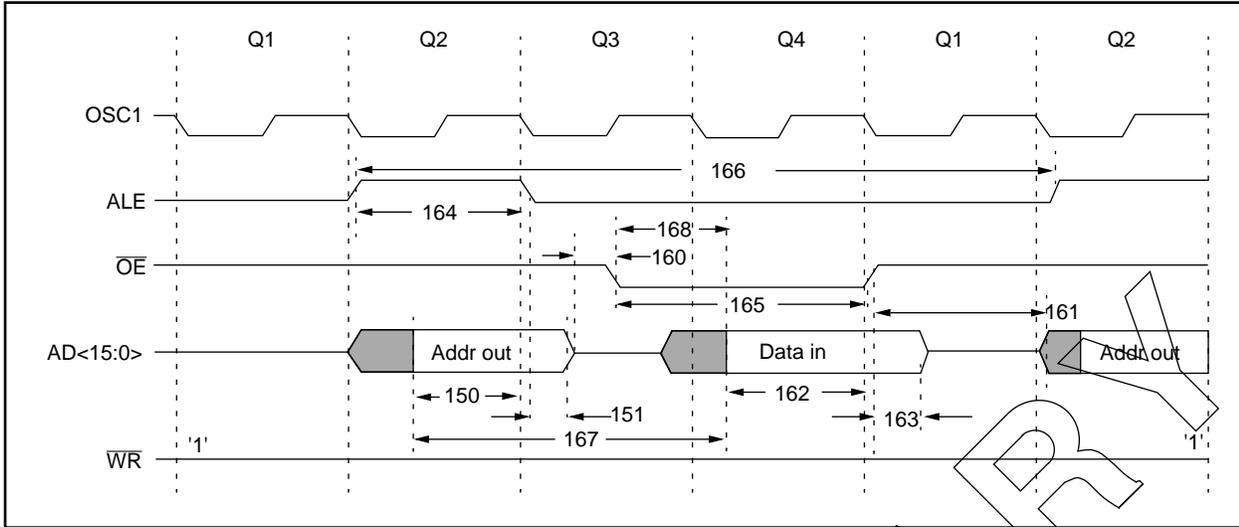 Q1 Q2 Q3 Q4 Q1 Q2
OSC1
166
ALE
164
168
160
OE
165
161
AD<15:0>
Addr out
Data in
Addr out
150
162
151
163
167
'1'
'1'
WR
R Y